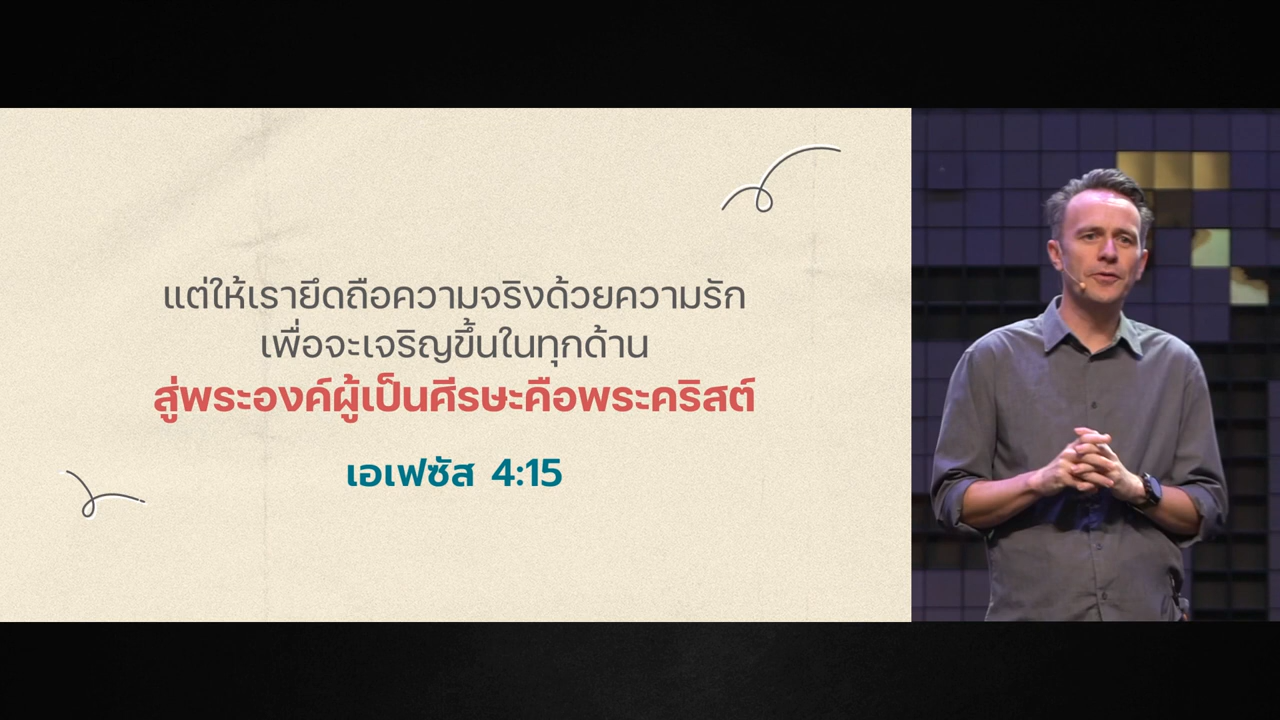 แต่ให้เรายึดถือความจริงด้วยความรัก
เพื่อจะเจริญขึ้นในทุกด้าน
สู่พระองค์ผู้เป็นศีรษะคือพระคริสต์
เอเฟซัส 4:15